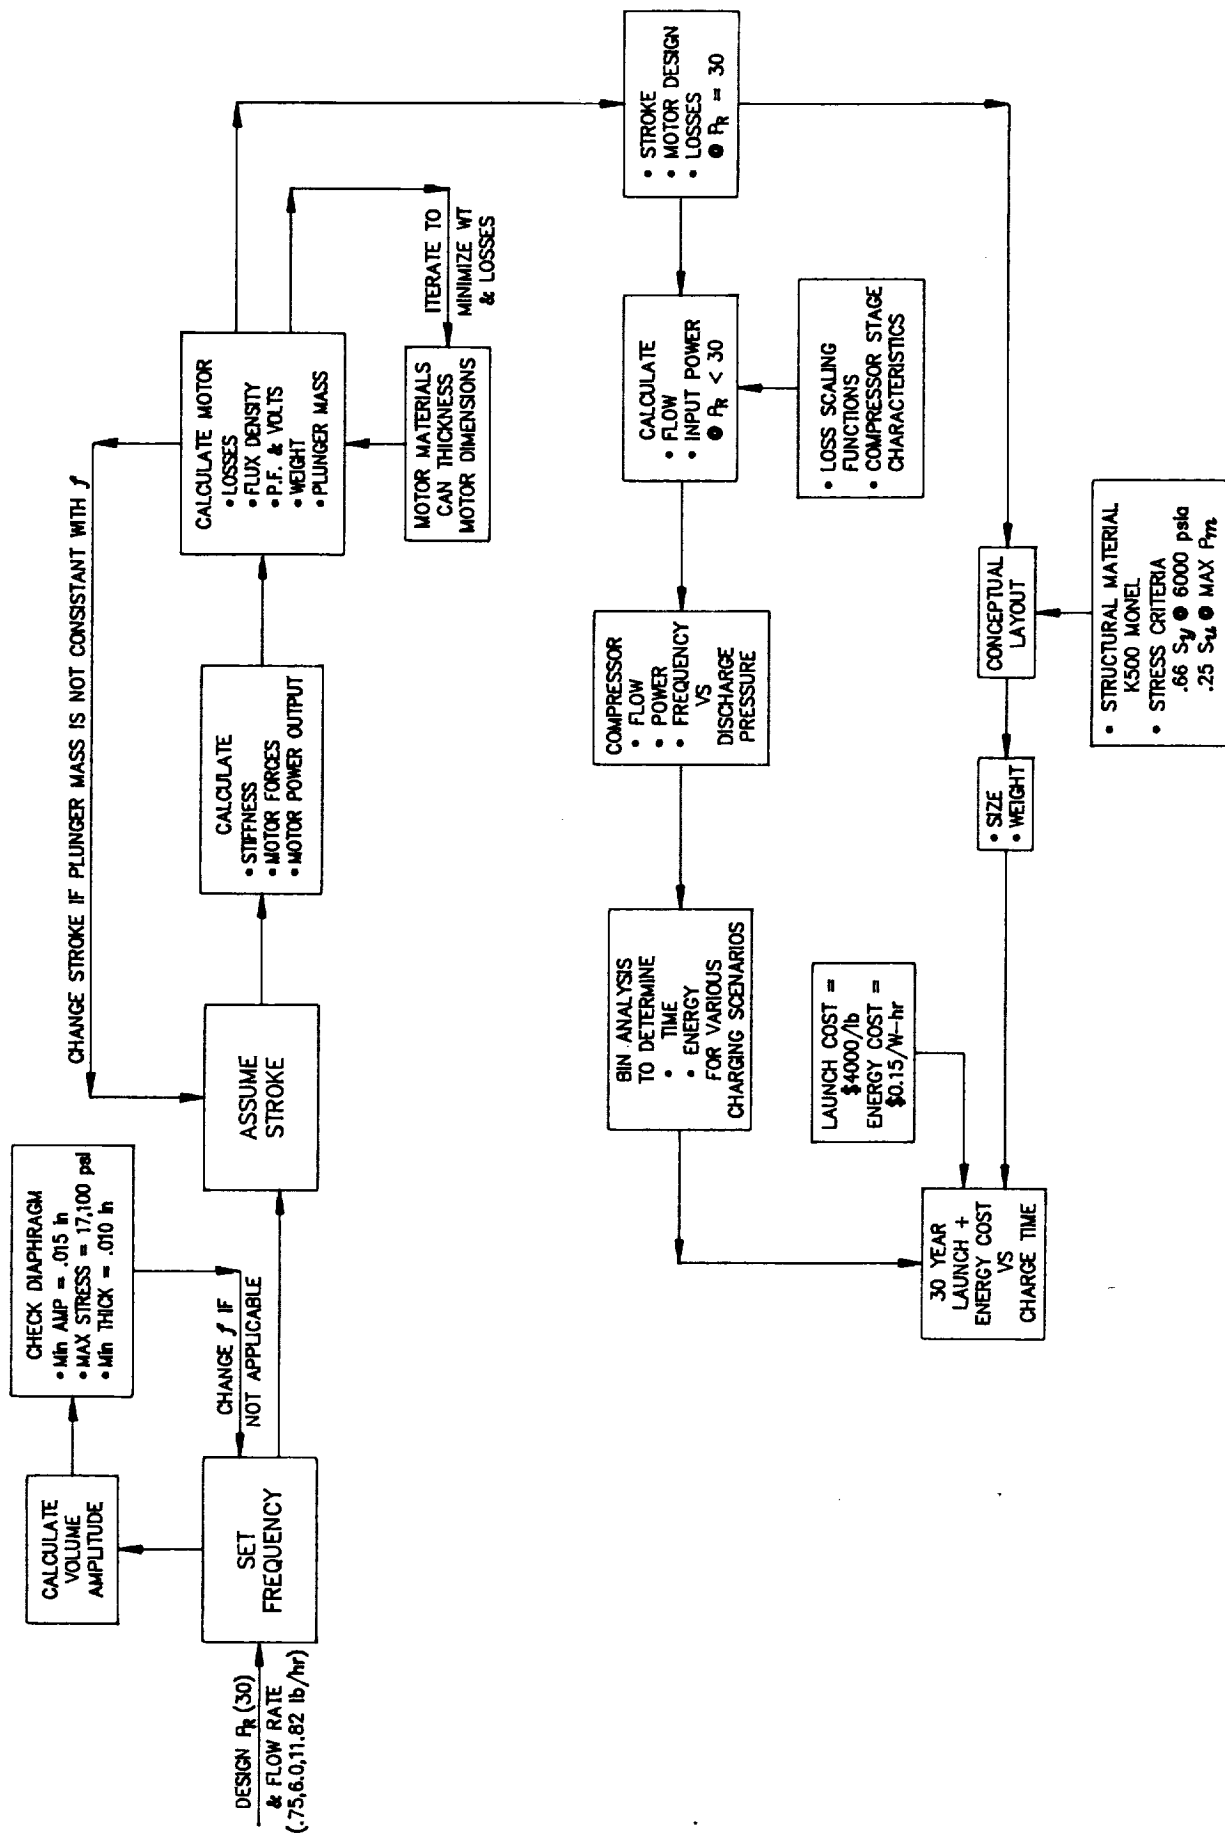 DESIGN PR (30)
& FLOW RATE
(.75,6.0,11.82 lb/hr)
SET
FREQUENCY
CALCULATE
VOLUME
AMPLITUDE
CHECK DIAPHRAGM
• Min AMP = .015 in
• MAX STRESS = 17,100 psi
• Min THICK = .010 in
CHANGE f IF
NOT APPLICABLE
ASSUME
STROKE
CHANGE STROKE IF PLUNGER MASS IS NOT CONSISTANT WITH f
CALCULATE
• STIFFNESS
• MOTOR FORCES
• MOTOR POWER OUTPUT
CALCULATE MOTOR
• LOSSES
• FLUX DENSITY
• P.F. & VOLTS
• WEIGHT
• PLUNGER MASS
MOTOR MATERIALS
CAN THICKNESS
MOTOR DIMENSIONS
ITERATE TO
MINIMIZE WT
& LOSSES
• STROKE
• MOTOR DESIGN
• LOSSES
@ PR = 30
CALCULATE
• FLOW
• INPUT POWER
@ PR < 30
• LOSS SCALING
FUNCTIONS
• COMPRESSOR STAGE
CHARACTERISTICS
COMPRESSOR
• FLOW
• POWER
• FREQUENCY
VS
DISCHARGE
PRESSURE
BIN ANALYSIS
TO DETERMINE
• TIME
• ENERGY
FOR VARIOUS
CHARGING SCENARIOS
CONCEPTUAL
LAYOUT
• STRUCTURAL MATERIAL
K500 MONEL
• STRESS CRITERIA
.66 Sy @ 6000 psia
.25 Su @ MAX Pm
• SIZE
• WEIGHT
LAUNCH COST =
$4000/lb
ENERGY COST =
$0.15/W-hr
30 YEAR
LAUNCH +
ENERGY COST
VS
CHARGE TIME